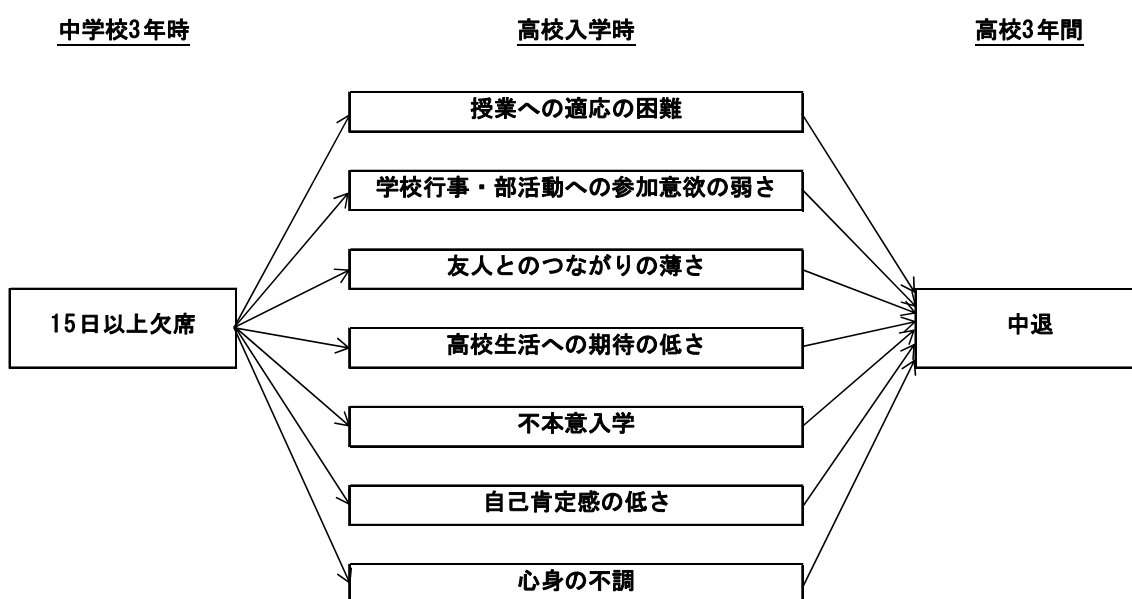 中学校3年時
高校入学時
高校3年間
授業への適応の困難
学校行事・部活動への参加意欲の弱さ
友人とのつながりの薄さ
15日以上欠席
高校生活への期待の低さ
中退
不本意入学
自己肯定感の低さ
心身の不調